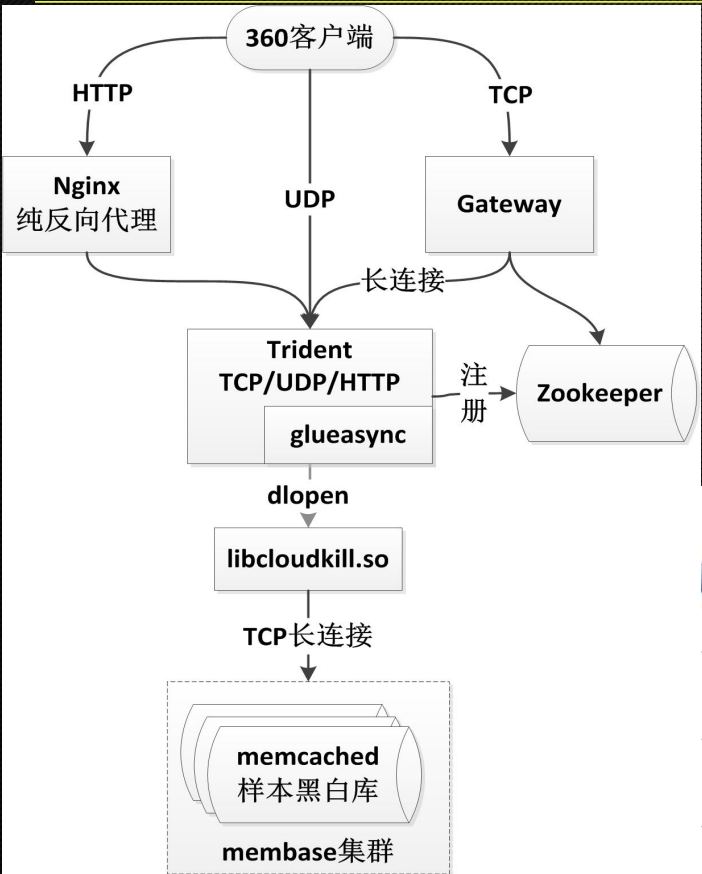 360客户端
HTTP
TCP
Nginx
纯反向代理
UDP
Gateway
长连接
Trident
TCP/UDP/HTTP
注
册
Zookeeper
glueasync
dlopen
libcloudkill.so
TCP长连接
memcached
样本黑白库
membase集群